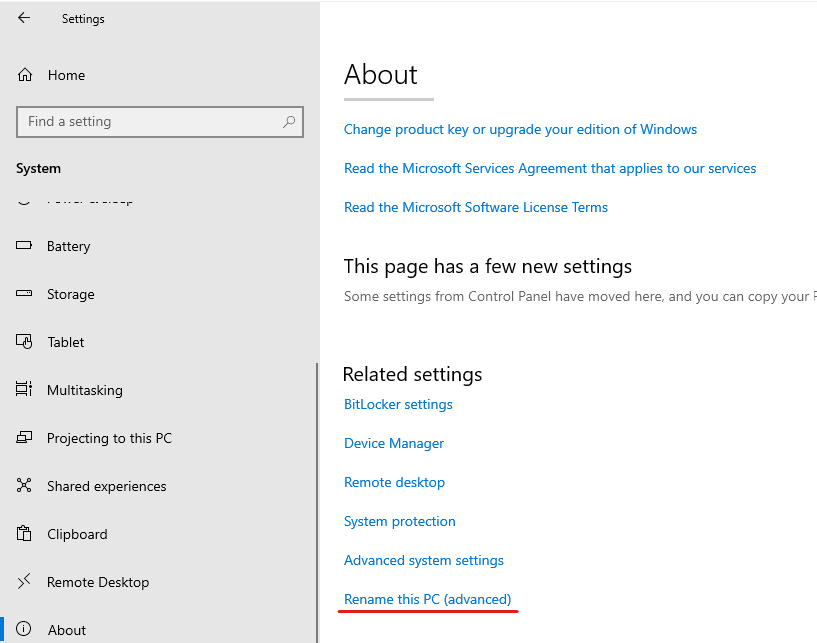 Settings
Home
Find a setting
System
Battery
Storage
Tablet
Multitasking
Projecting to this PC
Shared experiences
Clipboard
Remote Desktop
About
About
Change product key or upgrade your edition of Windows
Read the Microsoft Services Agreement that applies to our services
Read the Microsoft Software License Terms
This page has a few new settings
Some settings from Control Panel have moved here, and you can copy your
Related settings
BitLocker settings
Device Manager
Remote desktop
System protection
Advanced system settings
Rename this PC (advanced)